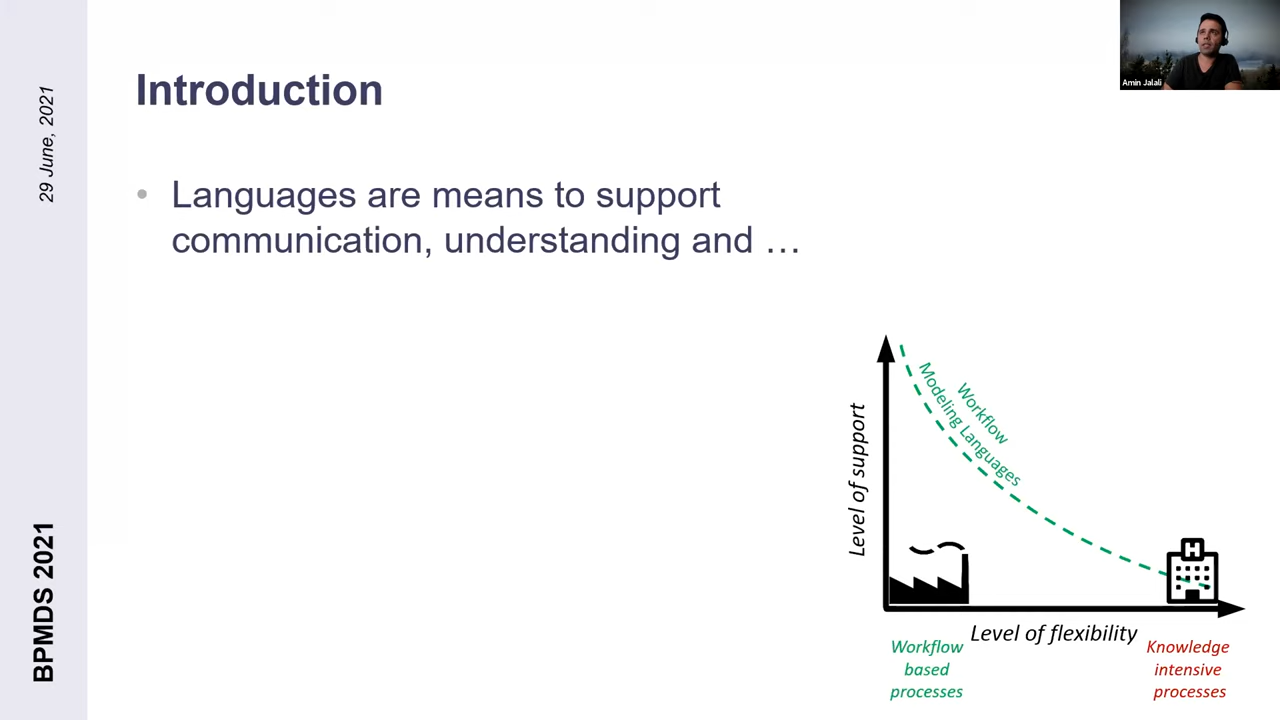 29 June, 2021
BPMDS 2021
Introduction
• Languages are means to support
communication, understanding and …
Amin Jalali
Level of support
Workflow
Modeling Languages
H
Level of flexibility
Workflow
based
processes
Knowledge
intensive
processes